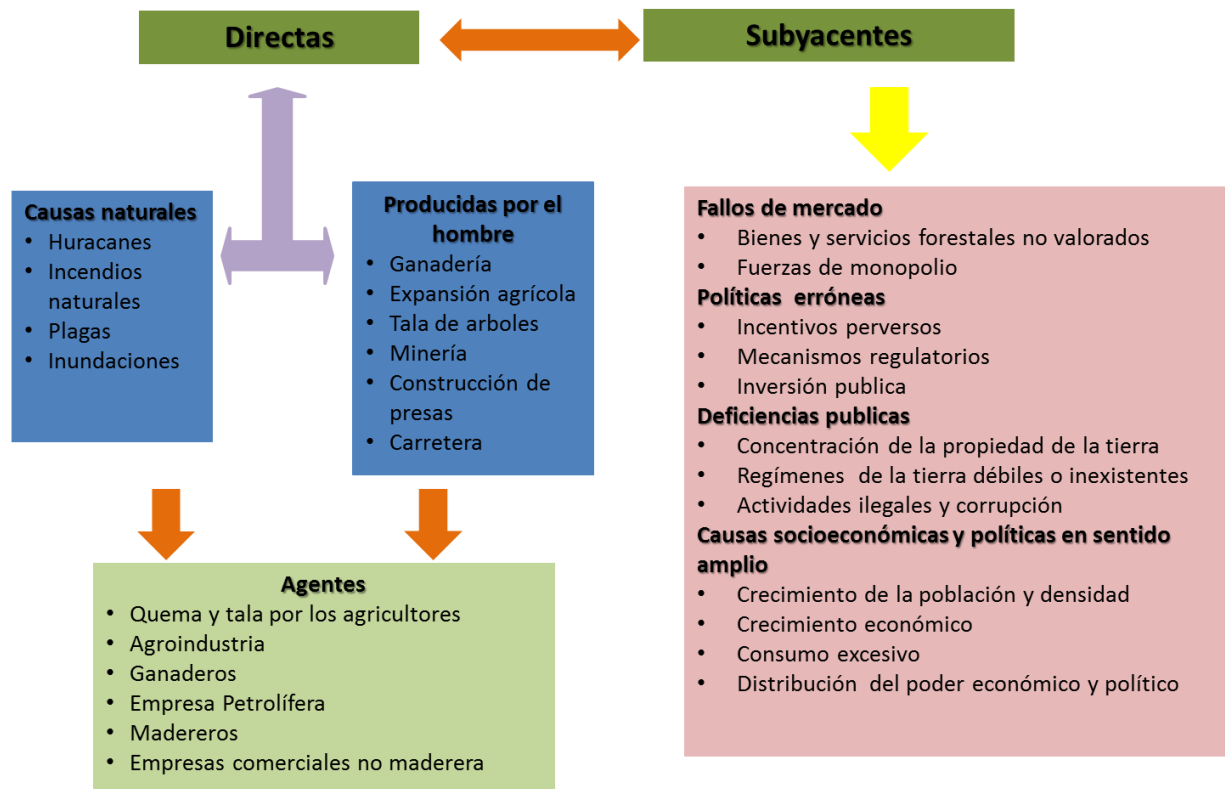 Directas
Subyacentes
Causas naturales
• Huracanes
• Incendios
naturales
• Plagas
• Inundaciones
Producidas por el
hombre
• Ganadería
• Expansión agrícola
• Tala de arboles
• Minería
• Construcción de
presas
• Carretera
Agentes
• Quema y tala por los agricultores
• Agroindustria
• Ganaderos
• Empresa Petrolífera
• Madereros
• Empresas comerciales no maderera
Fallos de mercado
• Bienes y servicios forestales no valorados
• Fuerzas de monopolio
Políticas erróneas
• Incentivos perversos
• Mecanismos regulatorios
• Inversión publica
Deficiencias publicas
• Concentración de la propiedad de la tierra
• Regímenes de la tierra débiles o inexistentes
• Actividades ilegales y corrupción
Causas socioeconómicas y políticas en sentido
amplio
• Crecimiento de la población y densidad
• Crecimiento económico
• Consumo excesivo
• Distribución del poder económico y político